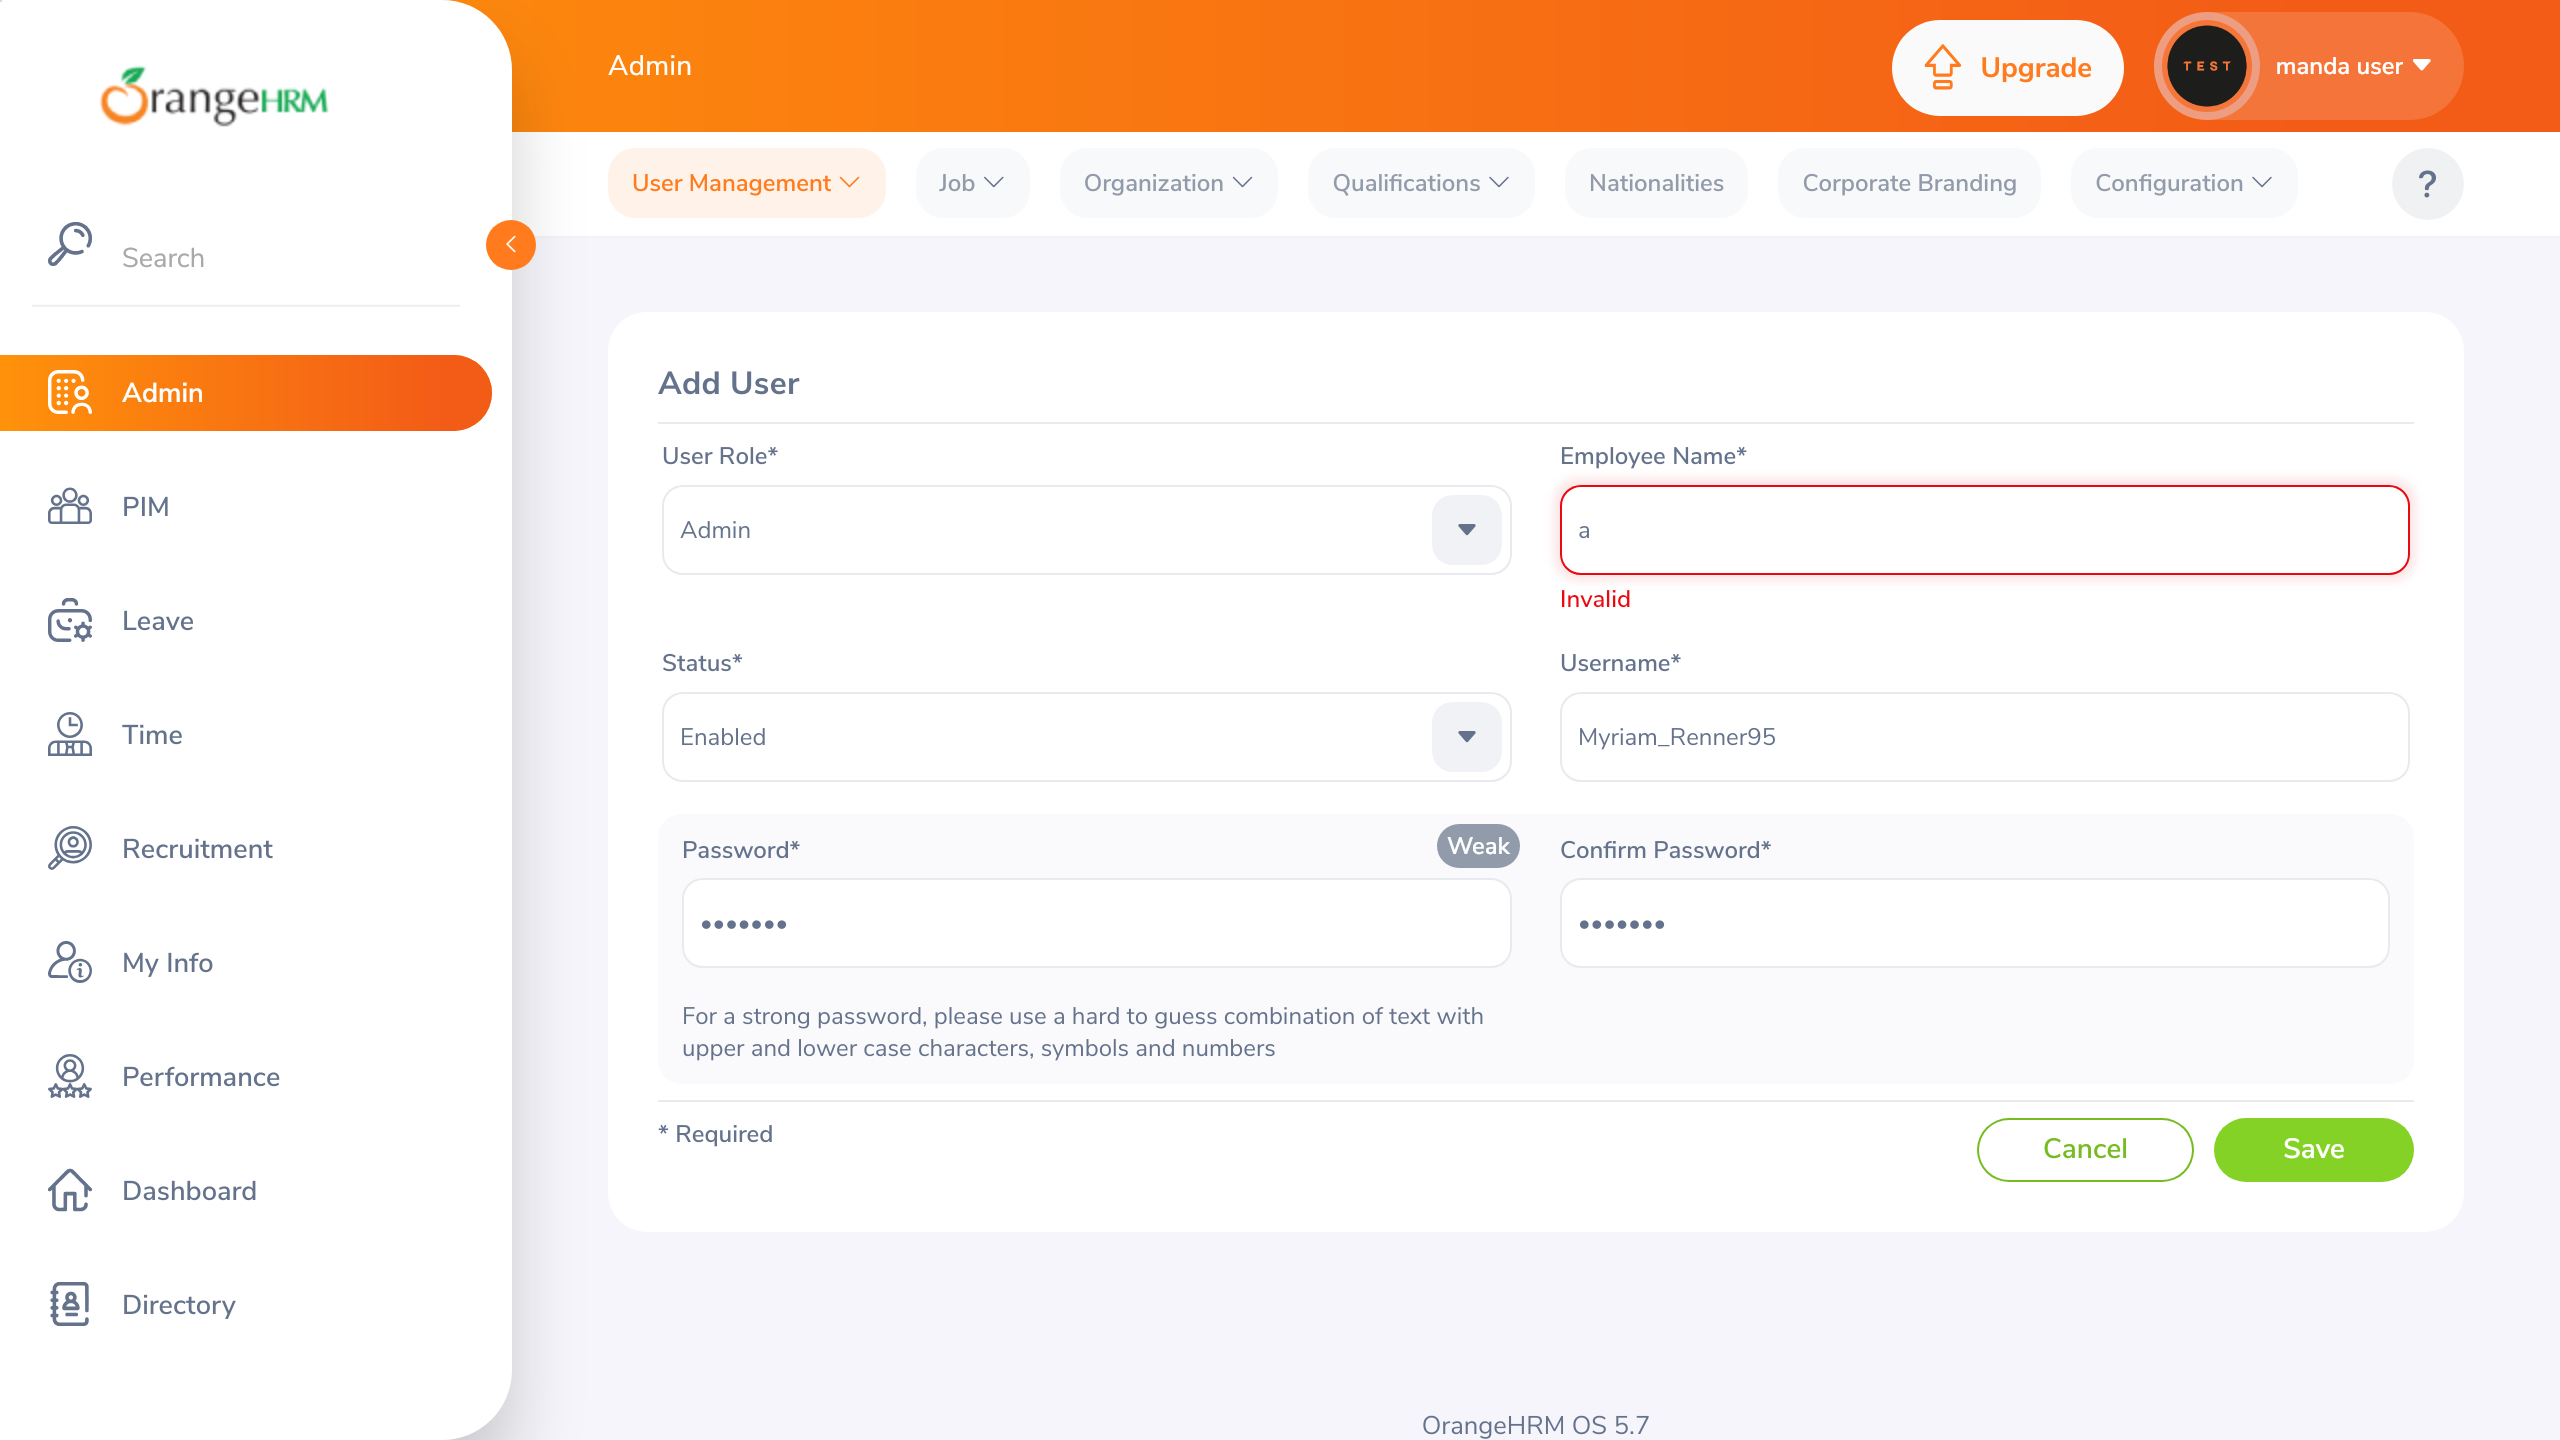 OrangeHRM
Search
Admin
PIM
Leave
Time
Recruitment
My Info
Performance
Dashboard
Directory
Admin
Upgrade
TEST
manda user
User Management
Job
Organization
Qualifications
Nationalities
Corporate Branding
Configuration
?
Add User
User Role*
Admin
Employee Name*
a
Invalid
Status*
Enabled
Username*
Myriam_Renner95
Password*
Weak
•••••••
Confirm Password*
•••••••
For a strong password, please use a hard to guess combination of text with
upper and lower case characters, symbols and numbers
* Required
Cancel
Save
OrangeHRM OS 5.7